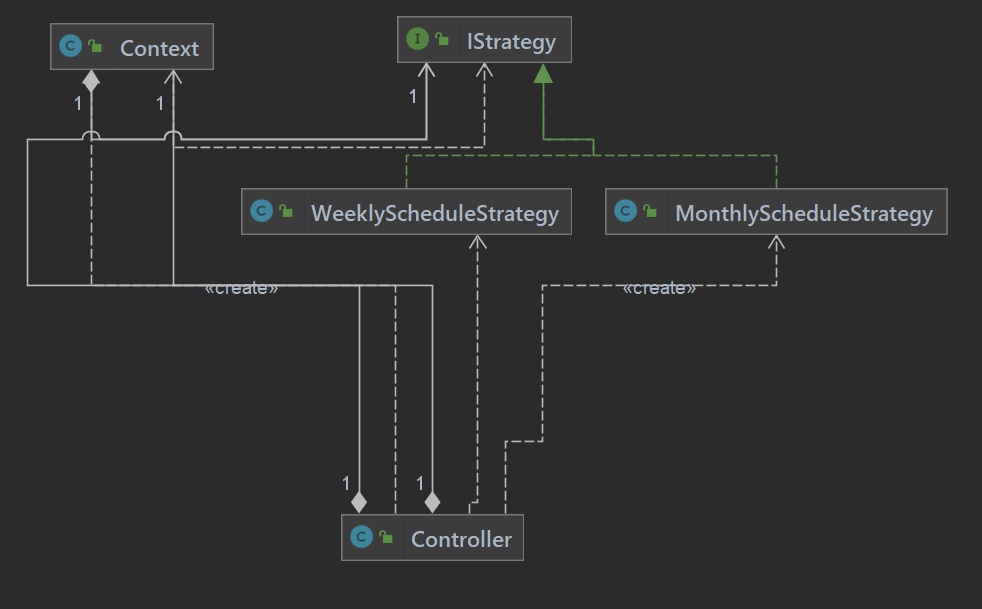 C Context
I IStrategy
1
1
1
C WeeklyScheduleStrategy
C MonthlyScheduleStrategy
«create»
«create»
1
1
C Controller